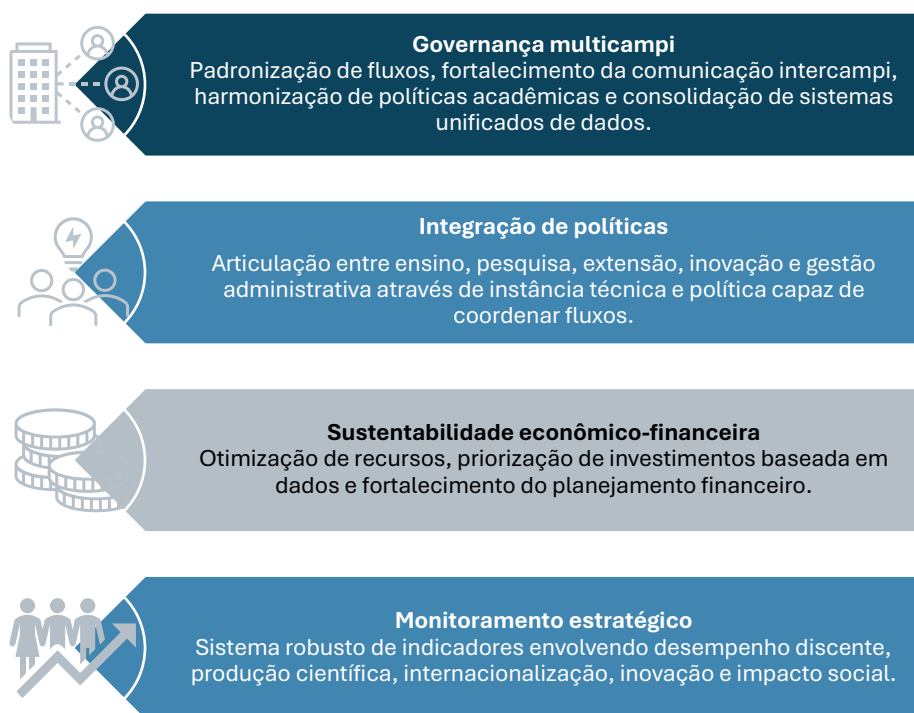 Governança multicampi
Padronização de fluxos, fortalecimento da comunicação intercampi,
harmonização de políticas acadêmicas e consolidação de sistemas
unificados de dados.
Integração de políticas
Articulação entre ensino, pesquisa, extensão, inovação e gestão
administrativa através de instância técnica e política capaz de
coordenar fluxos.
Sustentabilidade econômico-financeira
Otimização de recursos, priorização de investimentos baseada em
dados e fortalecimento do planejamento financeiro.
Monitoramento estratégico
Sistema robusto de indicadores envolvendo desempenho discente,
produção científica, internacionalização, inovação e impacto social.